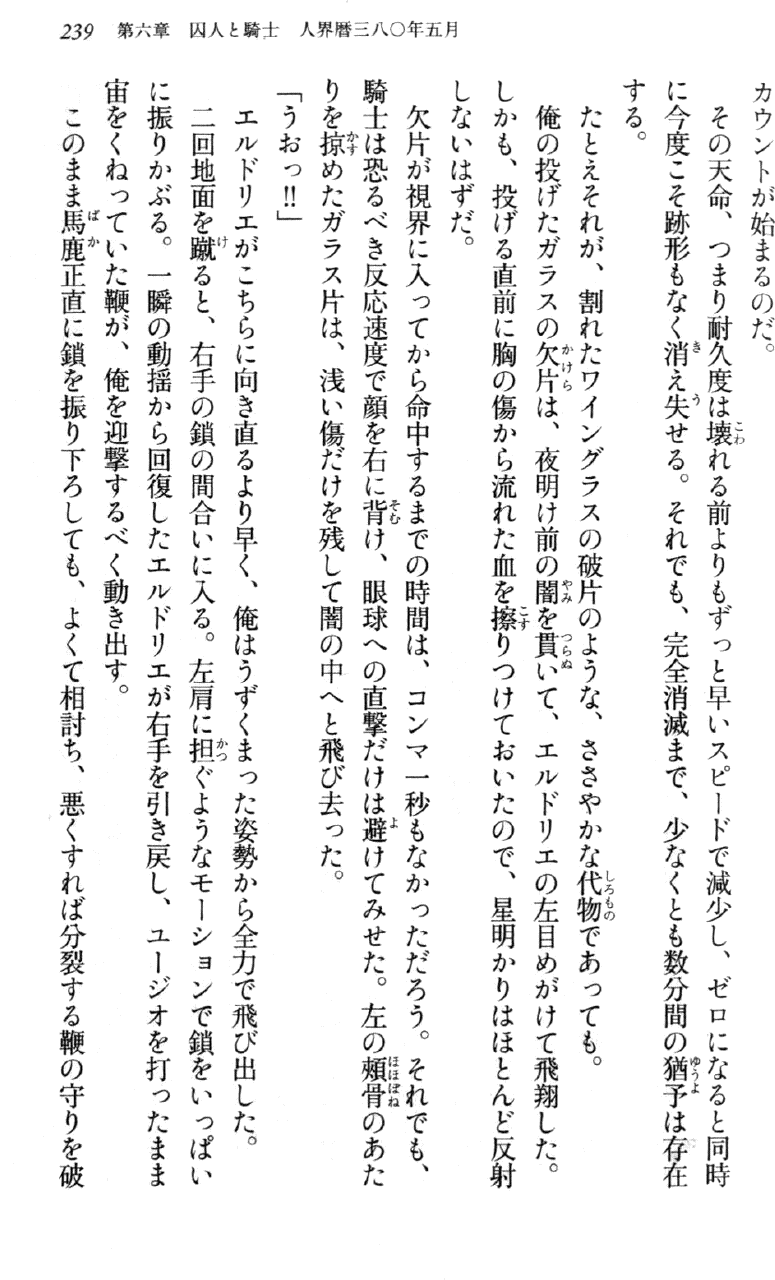 239 第六章 囚人と騎士 人界暦三八〇年五月
カウントが始まるのだ。
その天命、つまり耐久度は壊れる前よりもずっと早いスピードで減少し、ゼロになると同時
に今度こそ跡形もなく消え失せる。それでも、完全消滅まで、少なくとも数分間の猶予は存在
する。
たとえそれが、割れたワイングラスの破片のような、ささやかな代物であっても。
俺の投げたガラスの欠片は、夜明け前の闇を貫いて、エルドリエの左目めがけて飛翔した。
しかも、投げる直前に胸の傷から流れた血を擦りつけておいたので、星明かりはほとんど反射
しないはずだ。
欠片が視界に入ってから命中するまでの時間は、コンマ一秒もなかっただろう。それでも、
騎士は恐るべき反応速度で顔を右に背け、眼球への直撃だけは避けてみせた。左の頰骨のあた
りを掠めたガラス片は、浅い傷だけを残して闇の中へと飛び去った。
「うおっ!!」
エルドリエがこちらに向き直るより早く、俺はうずくまった姿勢から全力で飛び出した。
二回地面を蹴ると、右手の鎖の間合いに入る。左肩に担ぐようなモーションで鎖をいっぱい
に振りかぶる。一瞬の動揺から回復したエルドリエが右手を引き戻し、ユージオを打ったまま
宙をくねっていた鞭が、俺を迎撃するべく動き出す。
このまま馬鹿正直に鎖を振り下ろしても、よくて相討ち、悪くすれば分裂する鞭の守りを破